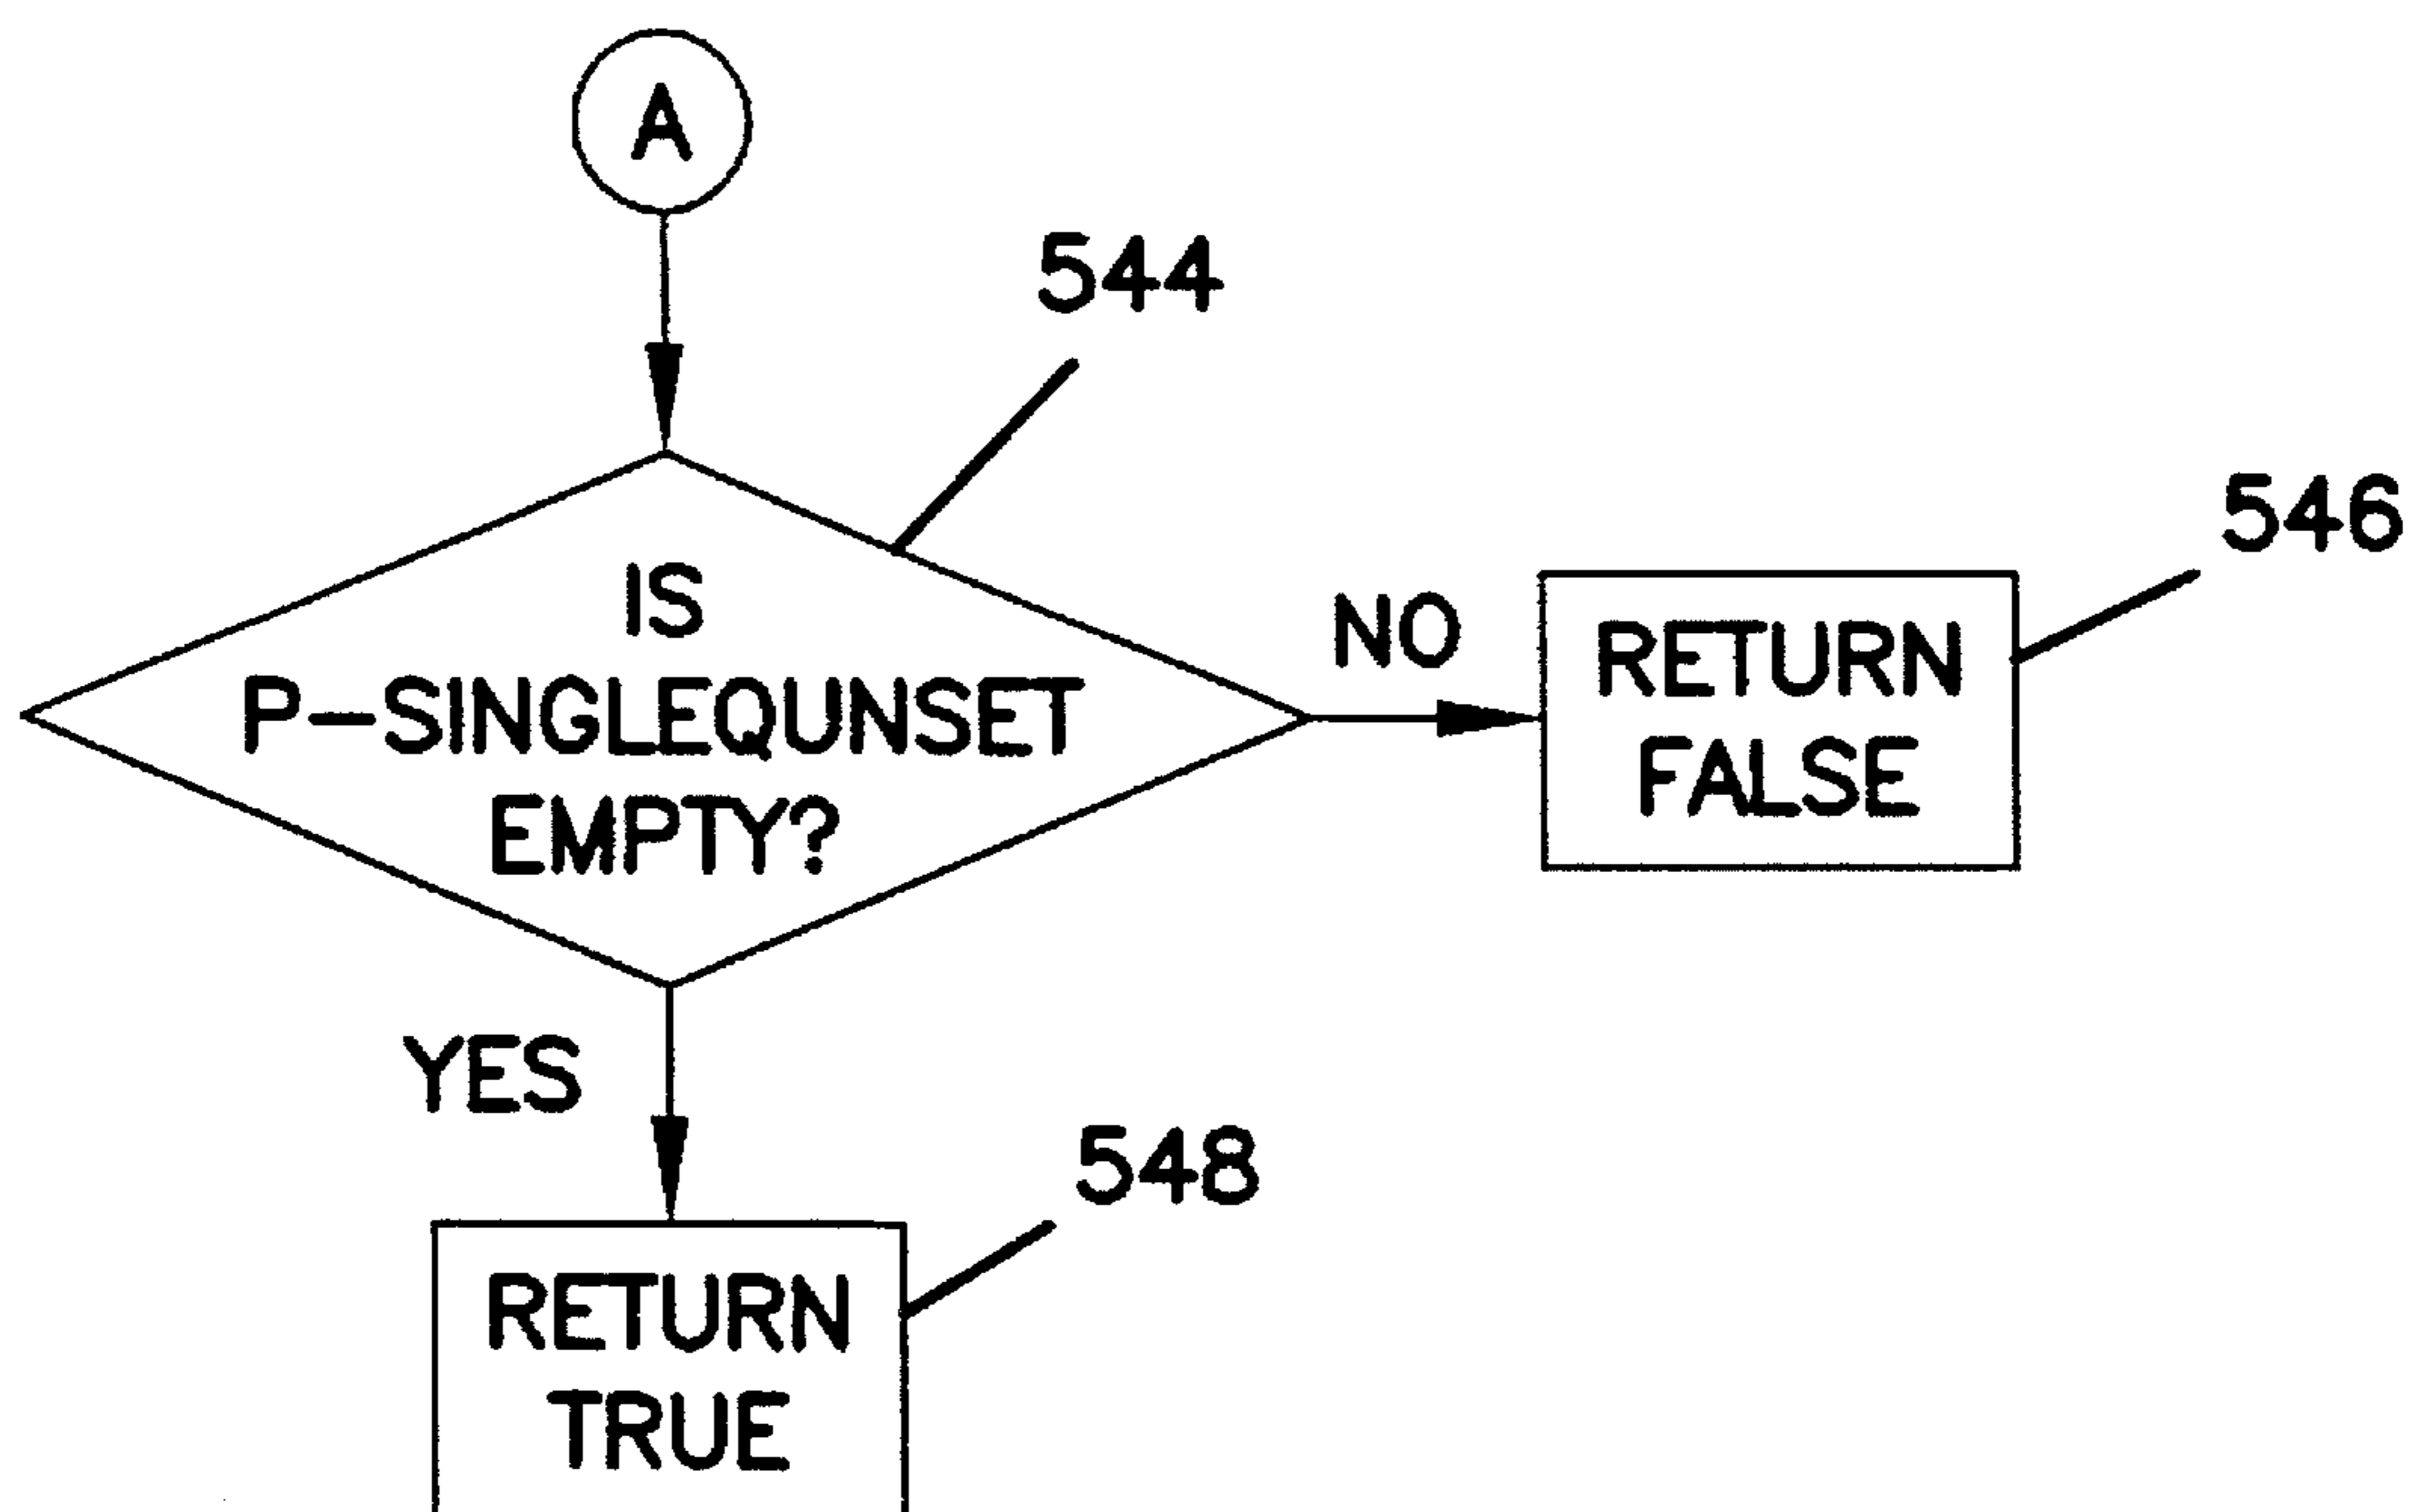 A
544
546
IS
P-SINGLEQUNSET
EMPTY?
NO
RETURN
FALSE
YES
548
RETURN
TRUE